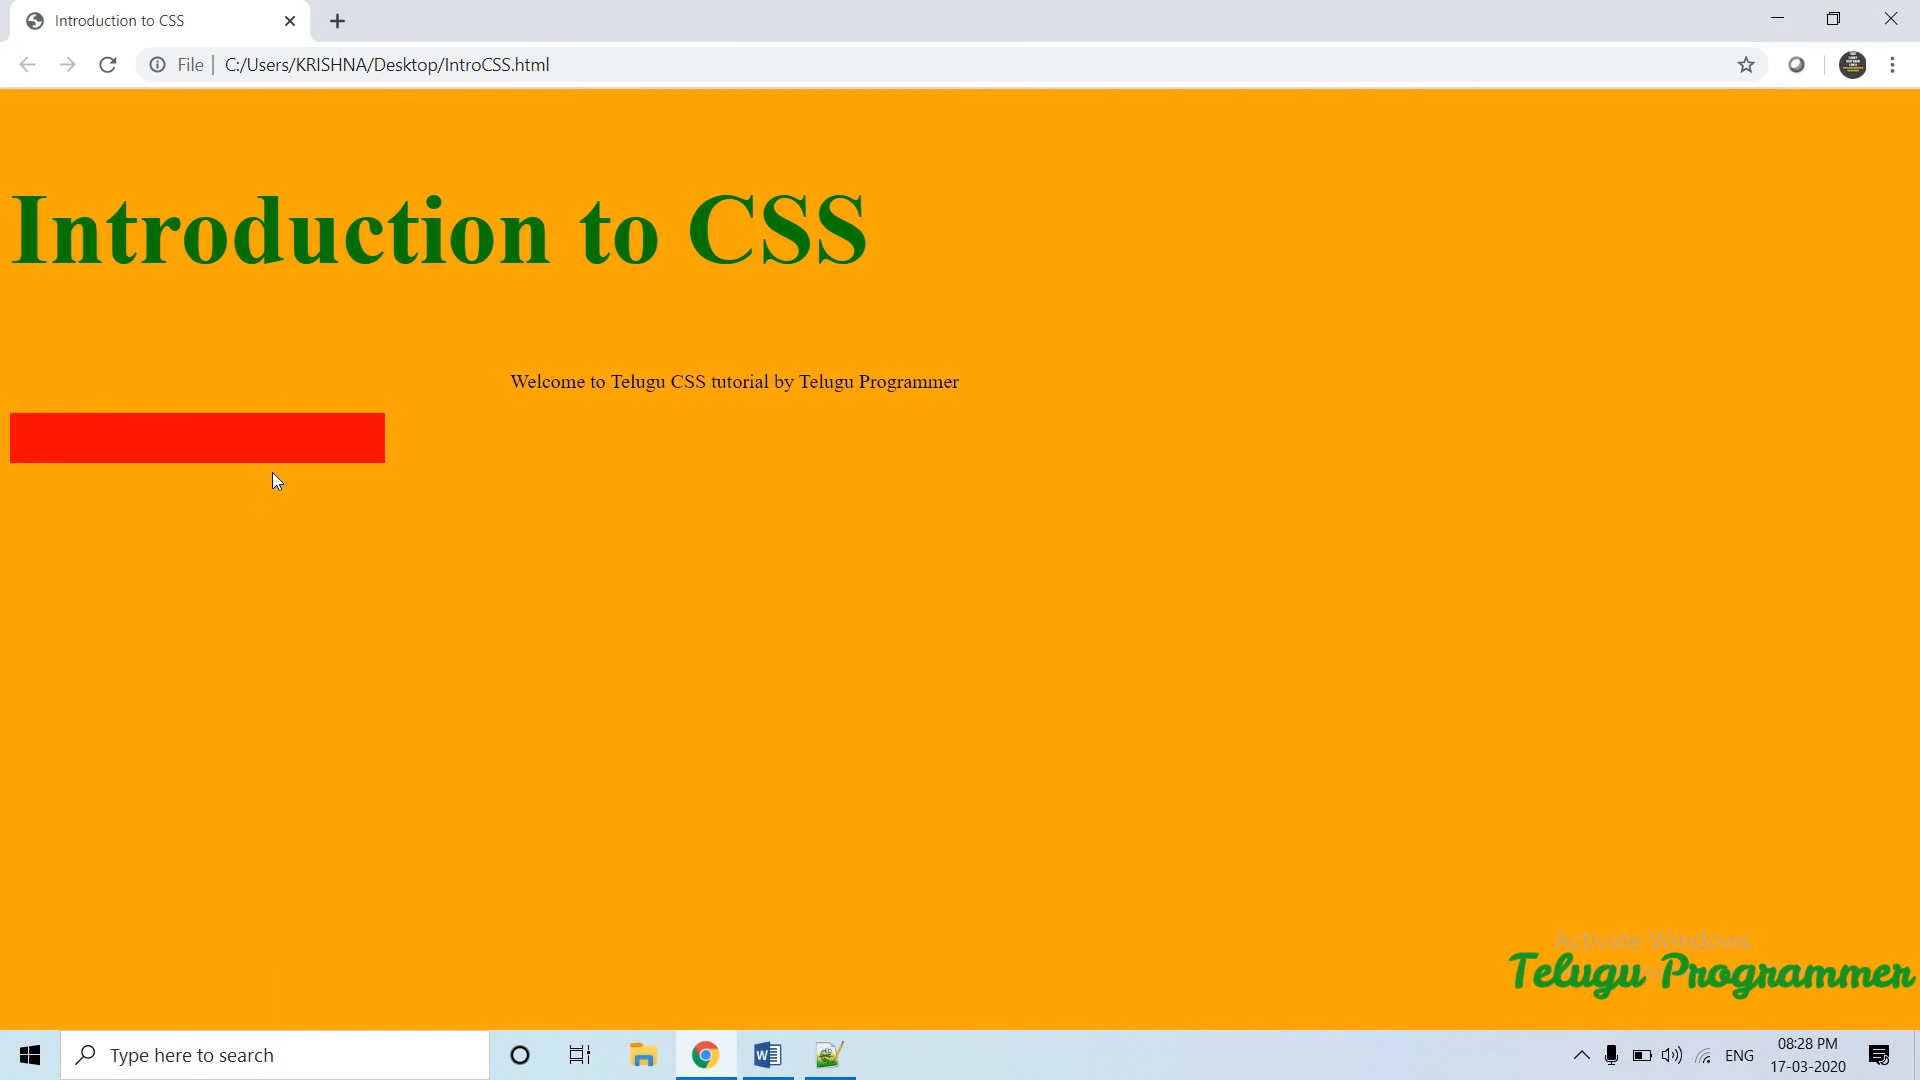 Introduction to CSS
File
C:/Users/KRISHNA/Desktop/IntroCSS.html
Introduction to CSS
Welcome to Telugu CSS tutorial by Telugu Programmer
Activate Windows
Telugu Programmer
Type here to search
ENG
08:28 PM
17-03-2020